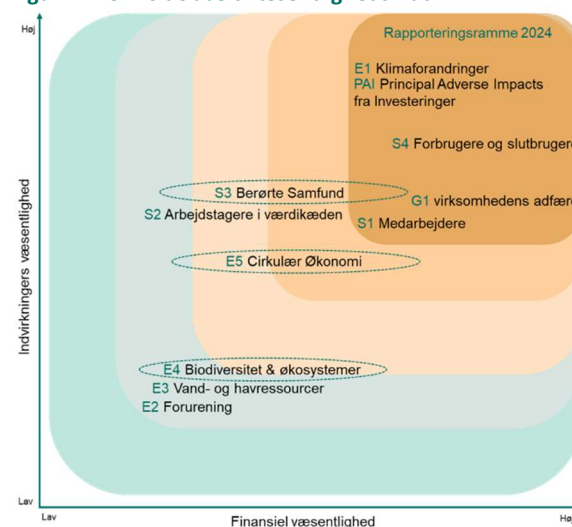 Høj
Rapporteringsramme 2024
E1 Klimaforandringer
PAI Principal Adverse Impacts
fra Investeringer
S4 Forbrugere og slutbrugere
S3 Berørte Samfund
G1 virksomhedens adfær
S2 Arbejdstagere i værdikæden
S1 Medarbejdere
E5 Cirkulær Økonomi
Indvirkningers væsentlighed
E4 Biodiversitet & økosystemer
E3 Vand- og havressourcer
E2 Forurening
Lav
Lav
Finansiel væsentlighed
Høj